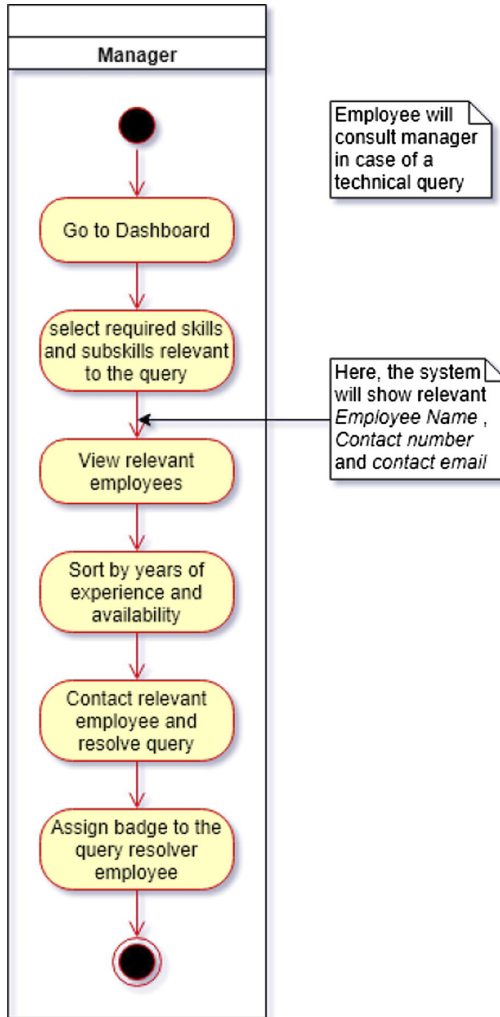 Manager
Employee will
consult manager
in case of a
technical query
Go to Dashboard
select required skills
and subskills relevant
to the query
Here, the system
will show relevant
Employee Name ,
Contact number
and contact email
View relevant
employees
Sort by years of
experience and
availability
Contact relevant
employee and
resolve query
Assign badge to the
query resolver
employee